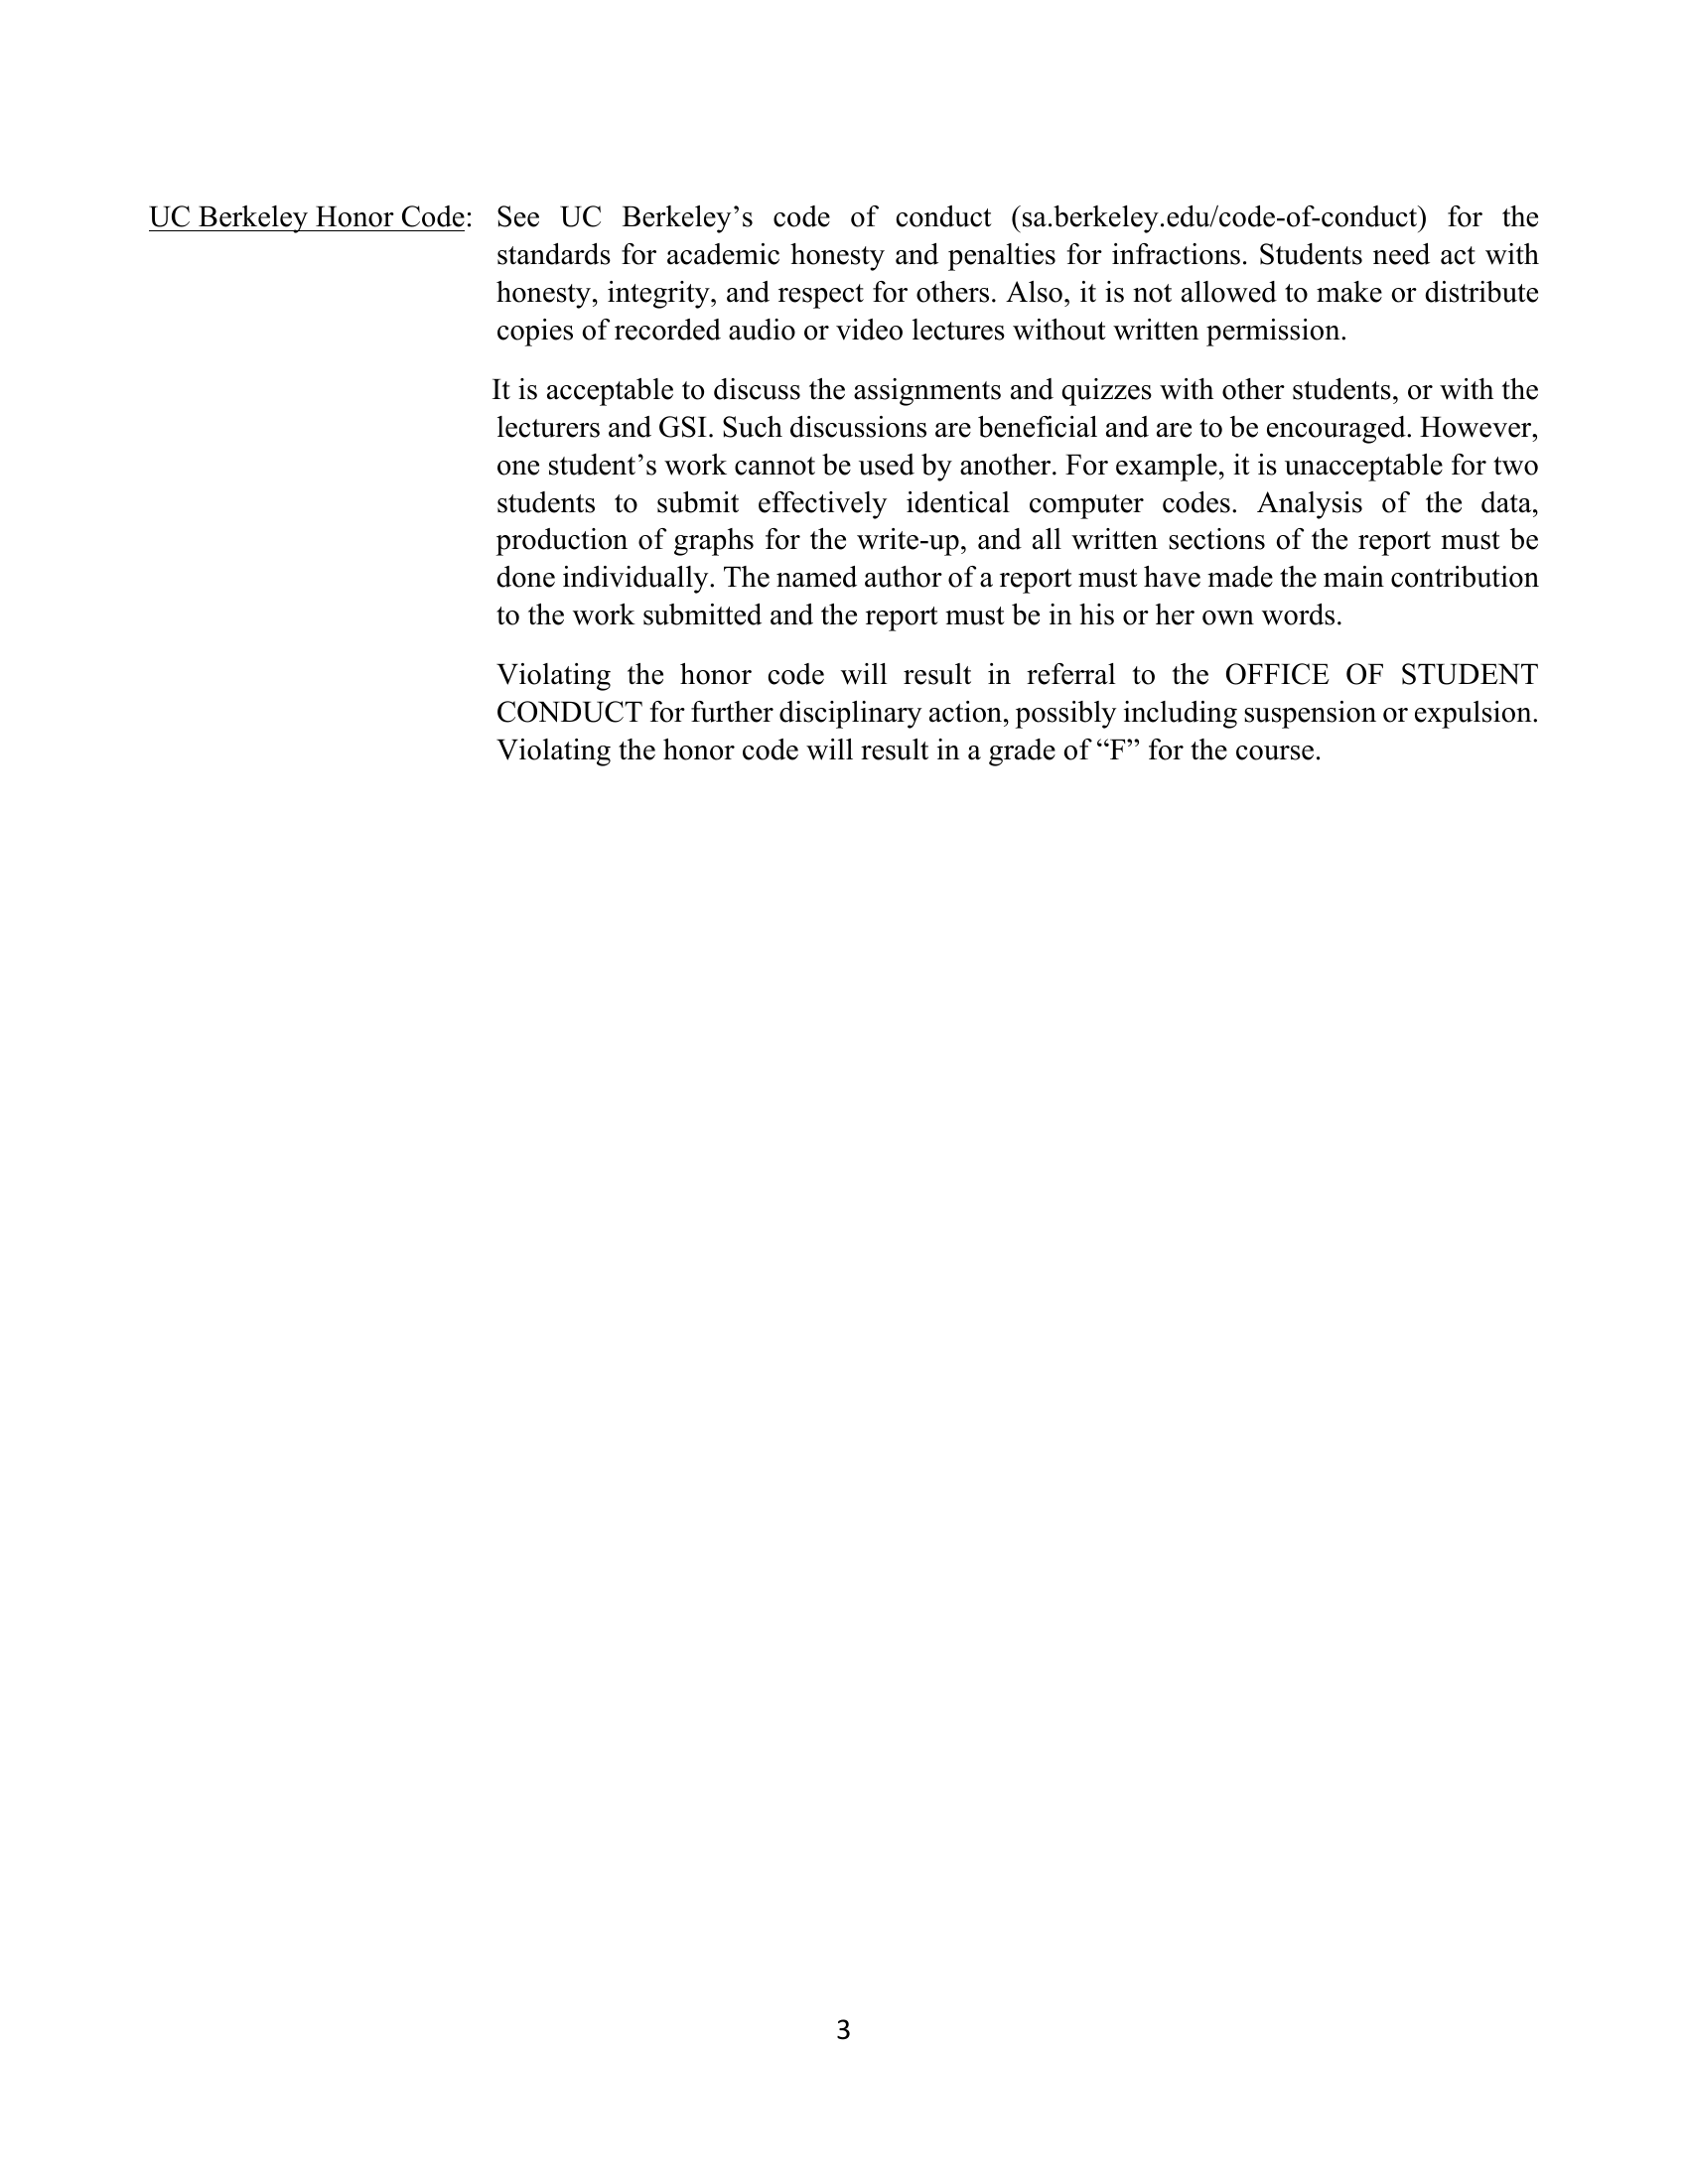 UC Berkeley Honor Code: See UC Berkeley’s code of conduct (sa.berkeley.edu/code-of-conduct) for the
standards for academic honesty and penalties for infractions. Students need act with
honesty, integrity, and respect for others. Also, it is not allowed to make or distribute
copies of recorded audio or video lectures without written permission.
It is acceptable to discuss the assignments and quizzes with other students, or with the
lecturers and GSI. Such discussions are beneficial and are to be encouraged. However,
one student’s work cannot be used by another. For example, it is unacceptable for two
students to submit effectively identical computer codes. Analysis of the data,
production of graphs for the write-up, and all written sections of the report must be
done individually. The named author of a report must have made the main contribution
to the work submitted and the report must be in his or her own words.
Violating the honor code will result in referral to the OFFICE OF STUDENT
CONDUCT for further disciplinary action, possibly including suspension or expulsion.
Violating the honor code will result in a grade of “F” for the course.
3